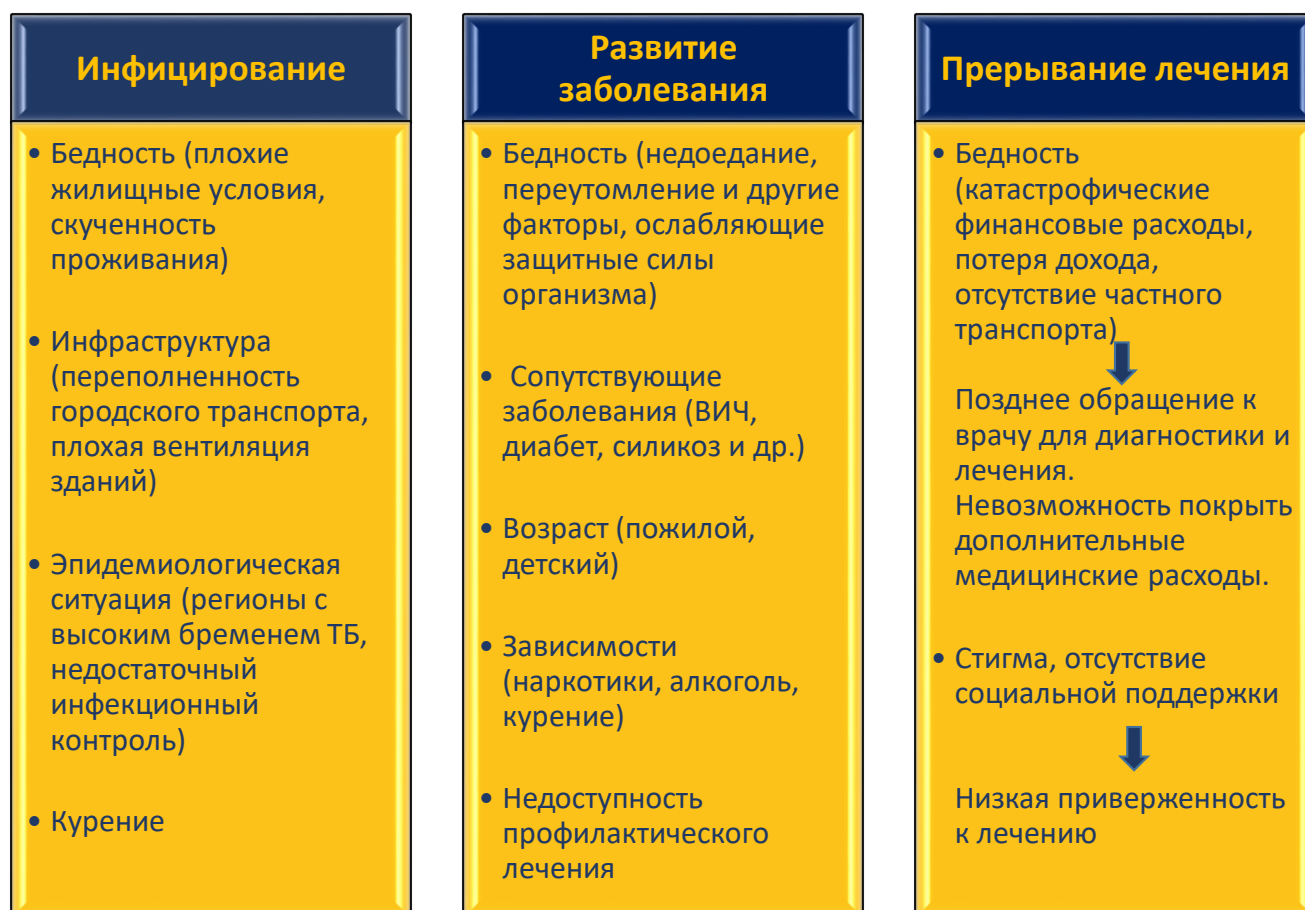 Инфицирование
• Бедность (плохие
жилищные условия,
скученность
проживания)
• Инфраструктура
(переполненность
городского транспорта,
плохая вентиляция
зданий)
• Эпидемиологическая
ситуация (регионы с
высоким бременем ТБ,
недостаточный
инфекционный
контроль)
• Курение
Развитие
заболевания
• Бедность (недоедание,
переутомление и другие
факторы, ослабляющие
защитные силы
организма)
• Сопутствующие
заболевания (ВИЧ,
диабет, силикоз и др.)
• Возраст (пожилой,
детский)
• Зависимости
(наркотики, алкоголь,
курение)
• Недоступность
профилактического
лечения
Прерывание лечения
• Бедность
(катастрофические
финансовые расходы,
потеря дохода,
отсутствие частного
транспорта)
Позднее обращение к
врачу для диагностики и
лечения.
Невозможность покрыть
дополнительные
медицинские расходы.
• Стигма, отсутствие
социальной поддержки
Низкая приверженность
к лечению